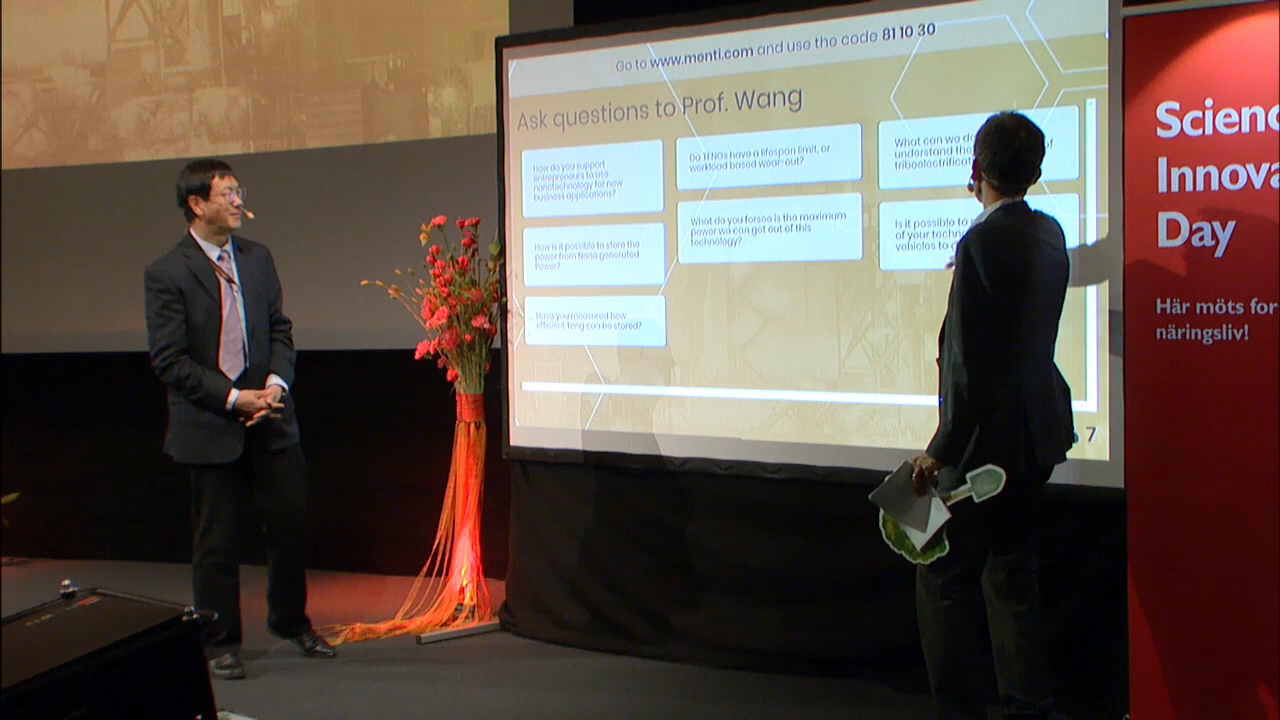 Go to www.menti.com and use the code 81 10 30
Ask questions to Prof. Wang
How do you support
entrepreneurs to use
nanotechnology for new
business applications?
How is it possible to store the
power from Nano generated
Power?
Have you measured how
efficient Teng can be stored?
Do TENGs have a lifespan limit, or
workload based wear-out?
What do you forsee is the maximum
power we can get out of this
technology?
What can we do
understand the of
triboelectrificat
Is it possible to
of your techno
vehicles to
7
Scienc
Innova
Day
Här möts for
näringsliv!